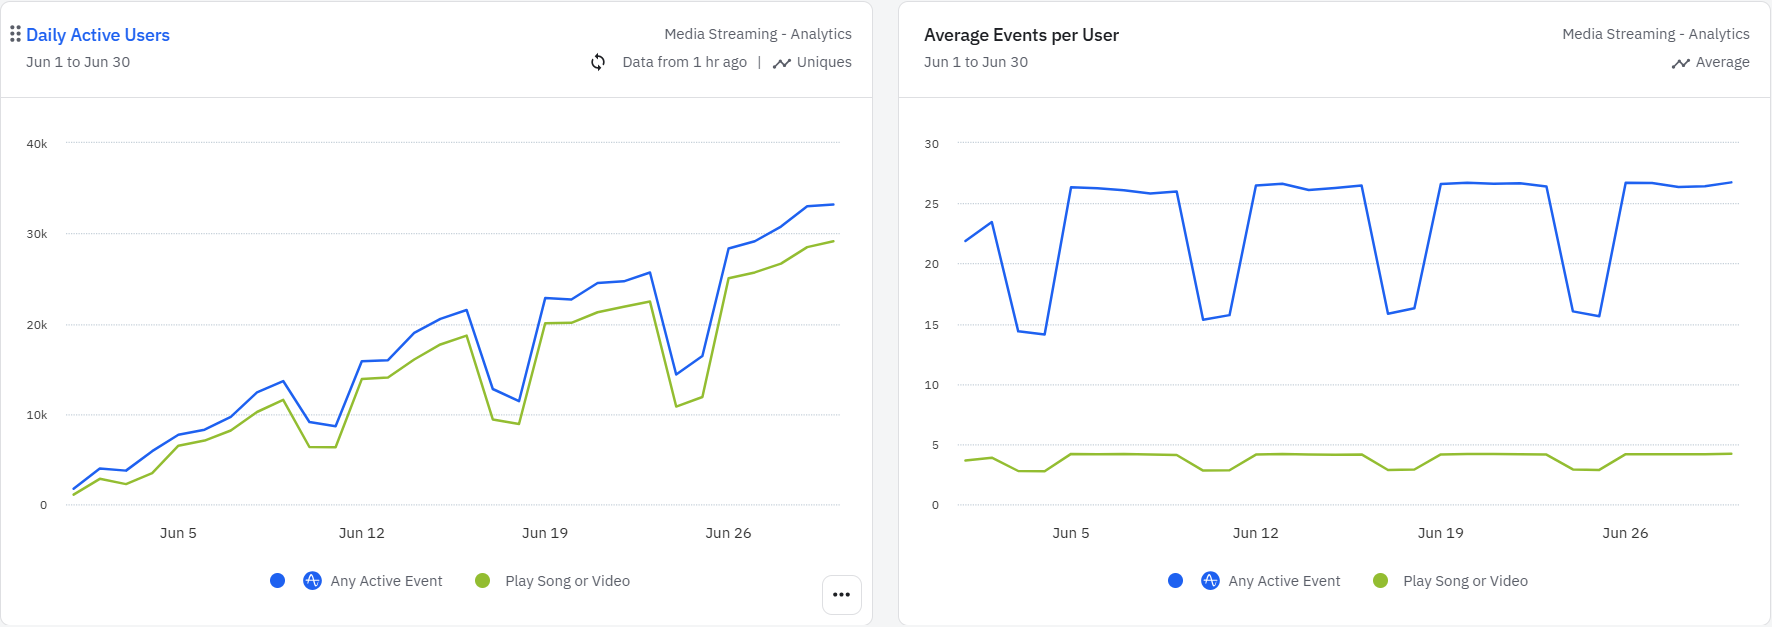 Daily Active Users
Media Streaming - Analytics
Jun 1 to Jun 30
Data from 1 hr ago | Uniques
40k
30k
20k
10k
0
Jun 5 Jun 12 Jun 19 Jun 26
Any Active Event Play Song or Video
Average Events per User
Media Streaming - Analytics
Jun 1 to Jun 30
Average
30
25
20
15
10
5
0
Jun 5 Jun 12 Jun 19 Jun 26
Any Active Event Play Song or Video